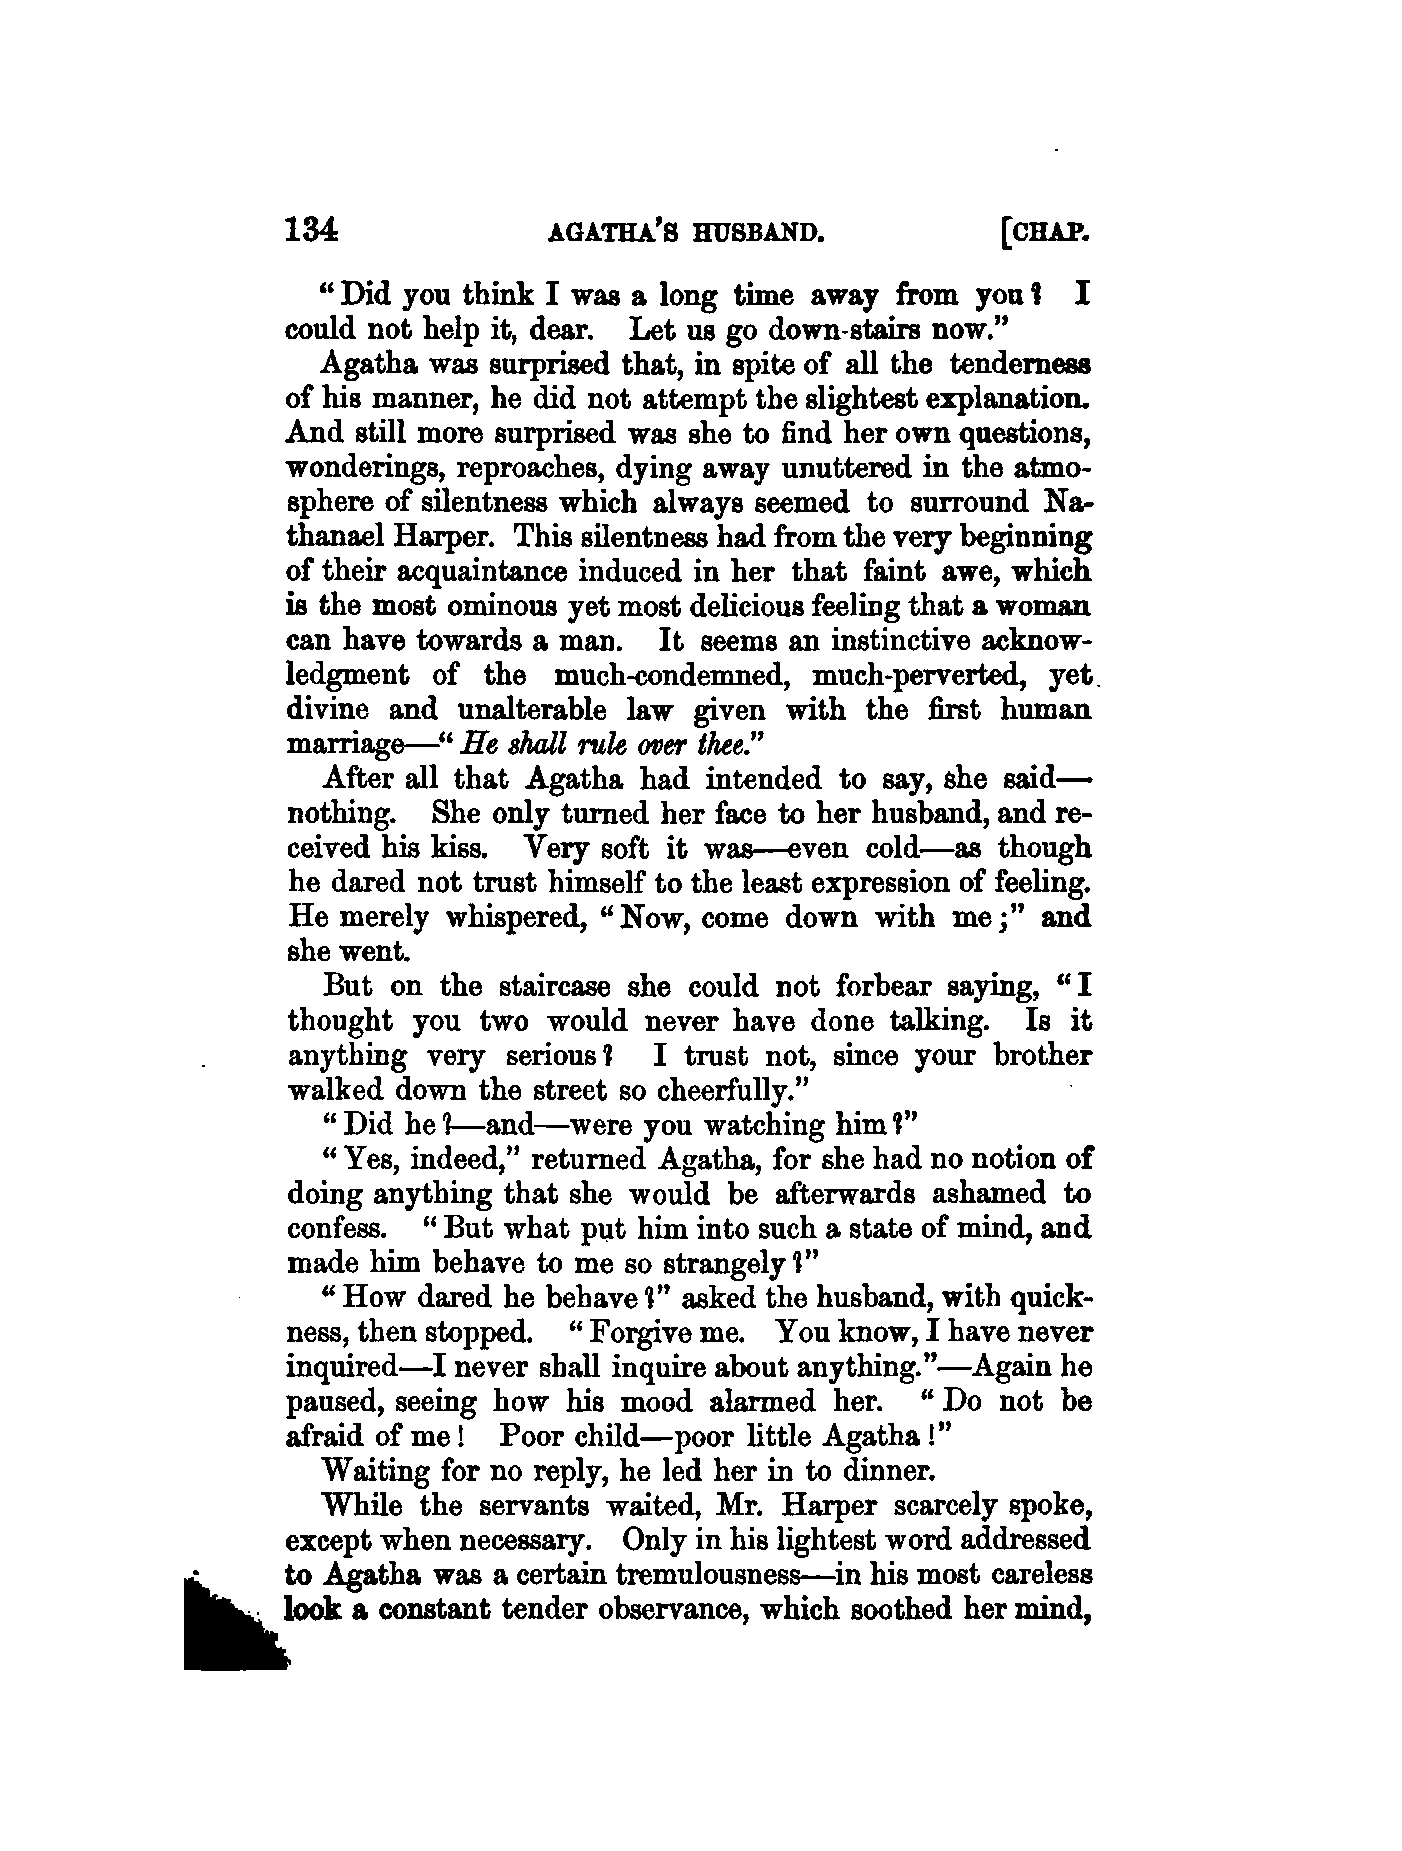 134 AGATHA'S HUSBAND. [CHAP.
“Did you think I was a long time away from you? I
could not help it, dear. Let us go down-stairs now.”
Agatha was surprised that, in spite of all the tenderness
of his manner, he did not attempt the slightest explanation.
And still more surprised was she to find her own questions,
wonderings, reproaches, dying away unuttered in the atmo-
sphere of silentness which always seemed to surround Na-
thanael Harper. This silentness had from the very beginning
of their acquaintance induced in her that faint awe, which
is the most ominous yet most delicious feeling that a woman
can have towards a man. It seems an instinctive acknow-
ledgment of the much-condemned, much-perverted, yet
divine and unalterable law given with the first human
marriage—“He shall rule over thee.”
After all that Agatha had intended to say, she said—
nothing. She only turned her face to her husband, and re-
ceived his kiss. Very soft it was—even cold—as though
he dared not trust himself to the least expression of feeling.
He merely whispered, “Now, come down with me;” and
she went.
But on the staircase she could not forbear saying, “I
thought you two would never have done talking. Is it
anything very serious? I trust not, since your brother
walked down the street so cheerfully.”
“Did he?—and—were you watching him?”
“Yes, indeed,” returned Agatha, for she had no notion of
doing anything that she would be afterwards ashamed to
confess. “But what put him into such a state of mind, and
made him behave to me so strangely?”
“How dared he behave?” asked the husband, with quick-
ness, then stopped. “Forgive me. You know, I have never
inquired—I never shall inquire about anything.”—Again he
paused, seeing how his mood alarmed her. “Do not be
afraid of me! Poor child—poor little Agatha!”
Waiting for no reply, he led her in to dinner.
While the servants waited, Mr. Harper scarcely spoke,
except when necessary. Only in his lightest word addressed
to Agatha was a certain tremulousness—in his most careless
look a constant tender observance, which soothed her mind,